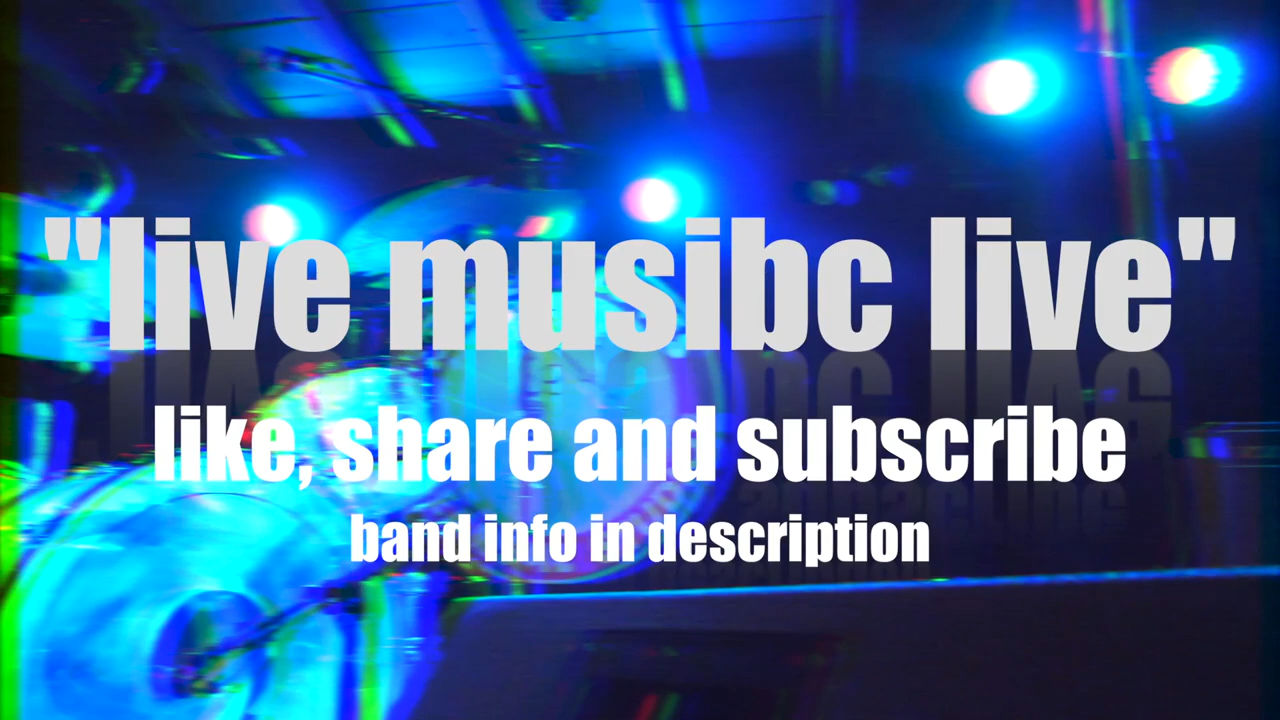 "live musibc live"
like, share and subscribe
band info in description